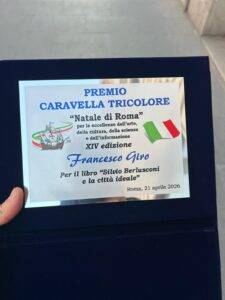 PREMIO
CARAVELLA TRICOLORE
"Natale di Roma"
per le eccellenze dell'arte,
della cultura, della scienza
e dell'informazione
XIV edizione
Francesco Giro
Per il libro "Silvio Berlusconi
e la città ideale"
Roma, 21 aprile 2026